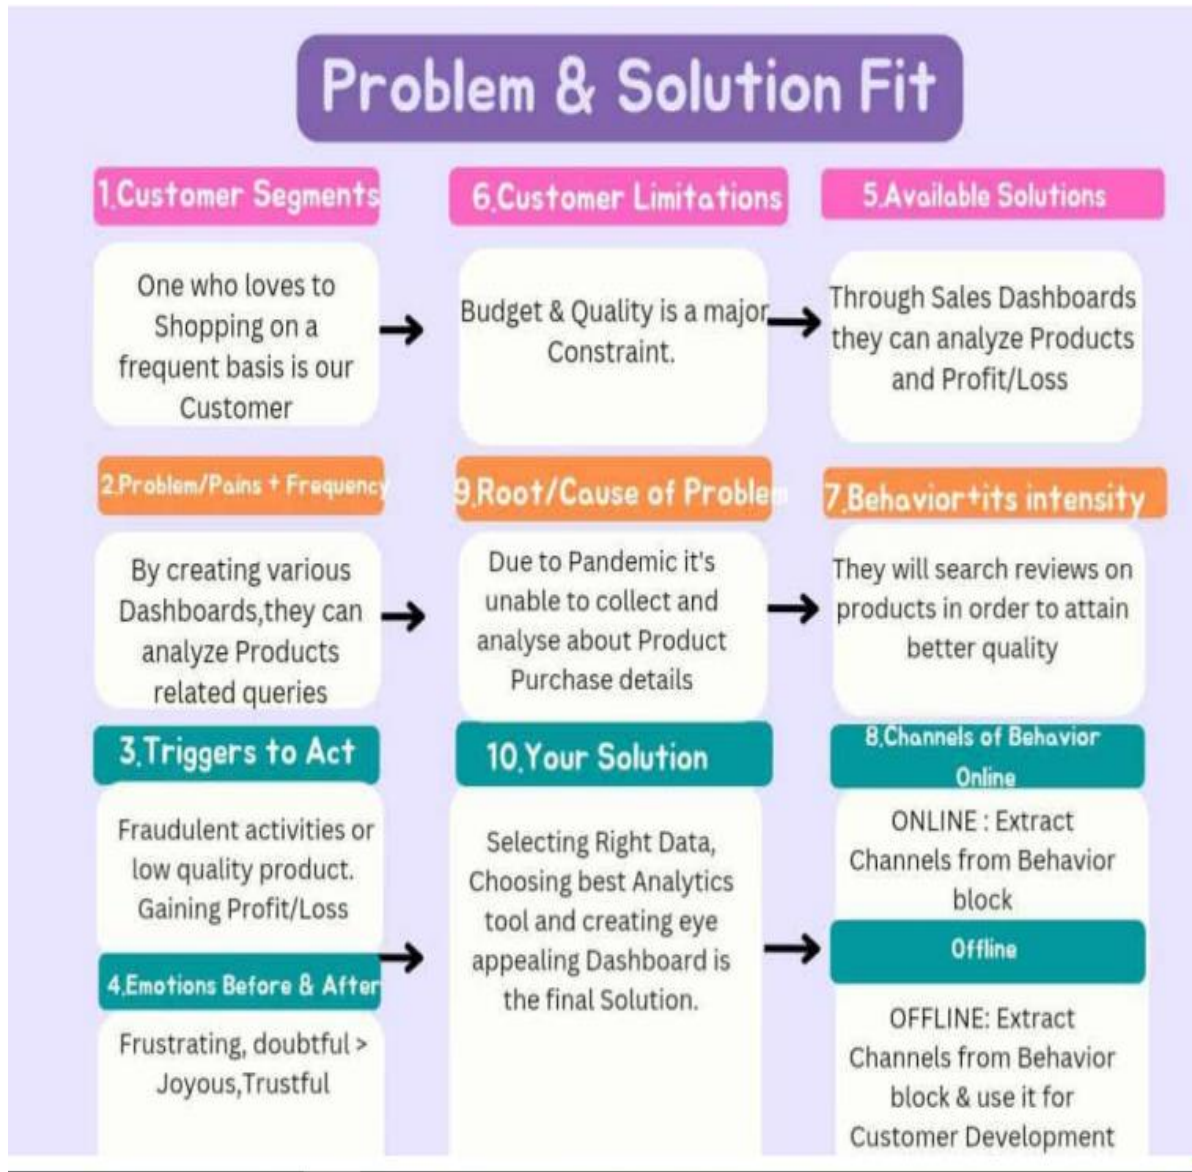 Problem & Solution Fit
1.Customer Segments
One who loves to
Shopping on a
frequent basis is our
Customer
6.Customer Limitations
Budget & Quality is a major
Constraint.
5.Available Solutions
Through Sales Dashboards
they can analyze Products
and Profit/Loss
2.Problem/Pains + Frequency
By creating various
Dashboards,they can
analyze Products
related queries
9.Root/Cause of Problem
Due to Pandemic it's
unable to collect and
analyse about Product
Purchase details
7.Behavior+its intensity
They will search reviews on
products in order to attain
better quality
3.Triggers to Act
Fraudulent activities or
low quality product.
Gaining Profit/Loss
4.Emotions Before & After
Frustrating, doubtful >
Joyous,Trustful
10.Your Solution
Selecting Right Data,
Choosing best Analytics
tool and creating eye
appealing Dashboard is
the final Solution.
8.Channels of Behavior
Online
ONLINE : Extract
Channels from Behavior
block
Offline
OFFLINE: Extract
Channels from Behavior
block & use it for
Customer Development